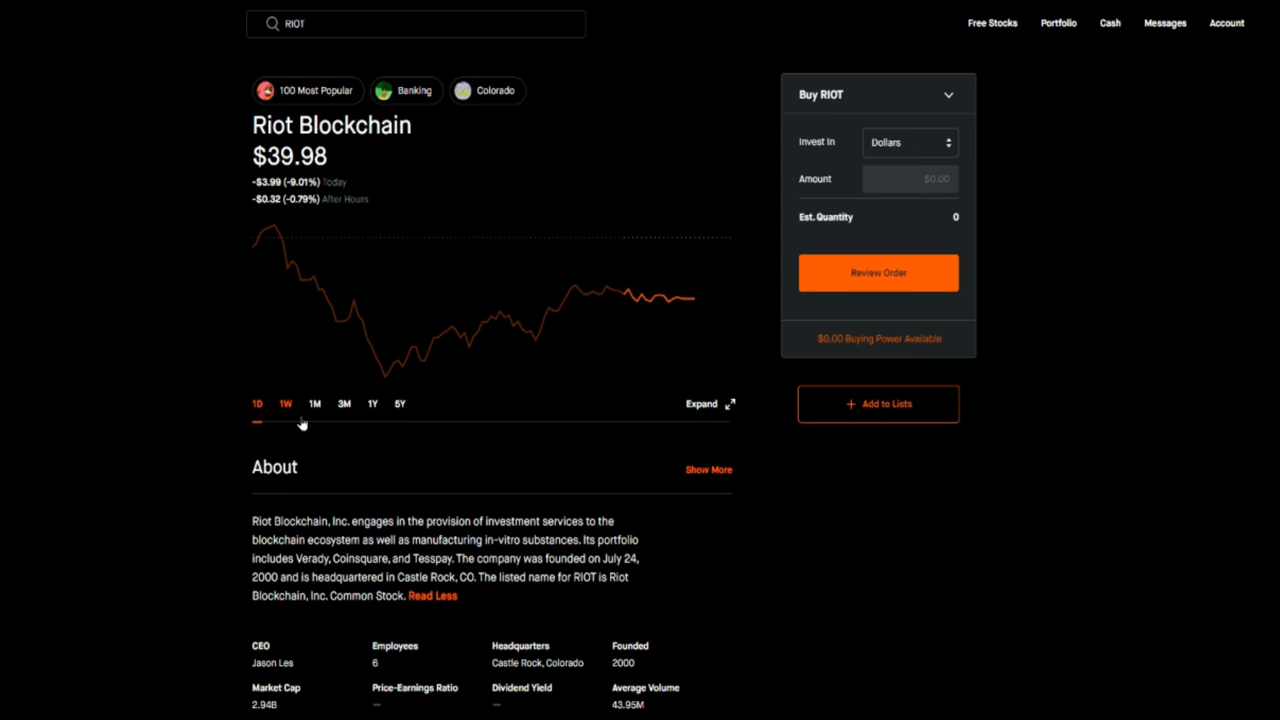 RIOT
Free Stocks Portfolio Cash Messages Account
100 Most Popular Banking Colorado
Riot Blockchain
$39.98
-$3.99 (-9.01%) Today
-$0.32 (-0.79%) After Hours
1D 1W 1M 3M 1Y 5Y Expand
Buy RIOT
Invest In Dollars
Amount $0.00
Est. Quantity 0
Review Order
$0.00 Buying Power Available
+ Add to Lists
About Show More
Riot Blockchain, Inc. engages in the provision of investment services to the
blockchain ecosystem as well as manufacturing in-vitro substances. Its portfolio
includes Verady, Coinsquare, and Tesspay. The company was founded on July 24,
2000 and is headquartered in Castle Rock, CO. The listed name for RIOT is Riot
Blockchain, Inc. Common Stock. Read Less
CEO Employees Headquarters Founded
Jason Les 6 Castle Rock, Colorado 2000
Market Cap Price-Earnings Ratio Dividend Yield Average Volume
2.94B — — 43.95M